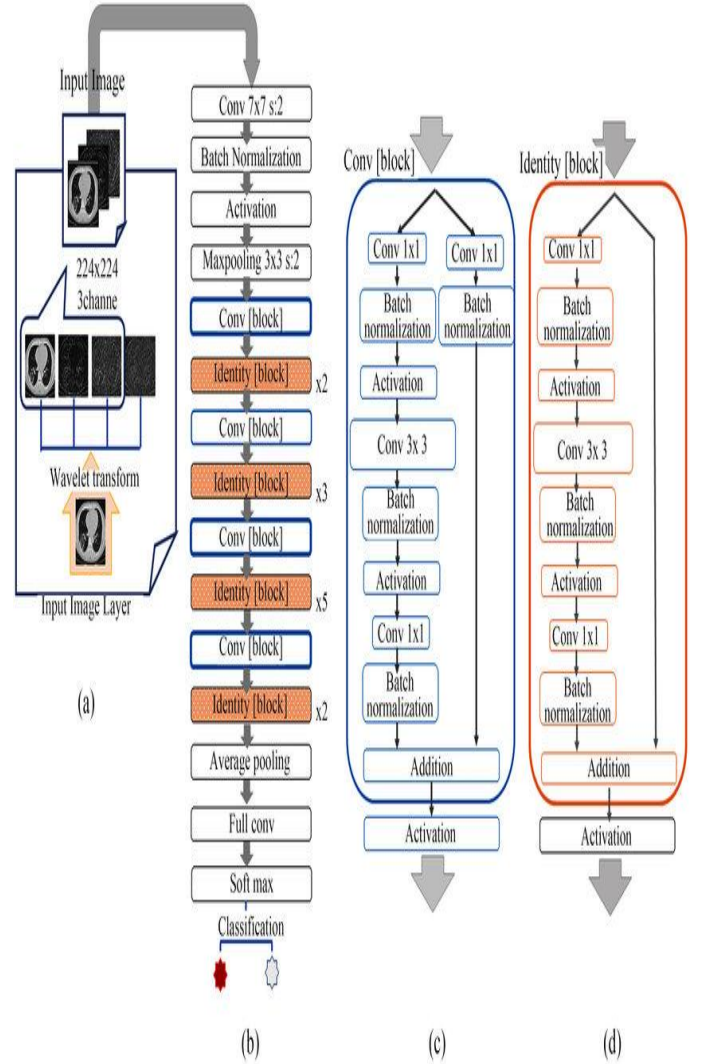 Input Image
224x224
3channe
Wavelet transform
Input Image Layer
(a)
Conv 7x7 s:2
Batch Normalization
Activation
Maxpooling 3x3 s:2
Conv [block]
Identity [block] x2
Conv [block]
Identity [block] x3
Conv [block]
Identity [block] x5
Conv [block]
Identity [block] x2
Average pooling
Full conv
Soft max
Classification
(b)
Conv [block]
Conv 1x1
Conv 1x1
Batch
normalization
Batch
normalization
Activation
Conv 3x 3
Batch
normalization
Activation
Conv 1x1
Batch
normalization
Addition
Activation
(c)
Identity [block]
Conv 1x1
Batch
normalization
Activation
Conv 3x 3
Batch
normalization
Activation
Conv 1x1
Batch
normalization
Addition
Activation
(d)